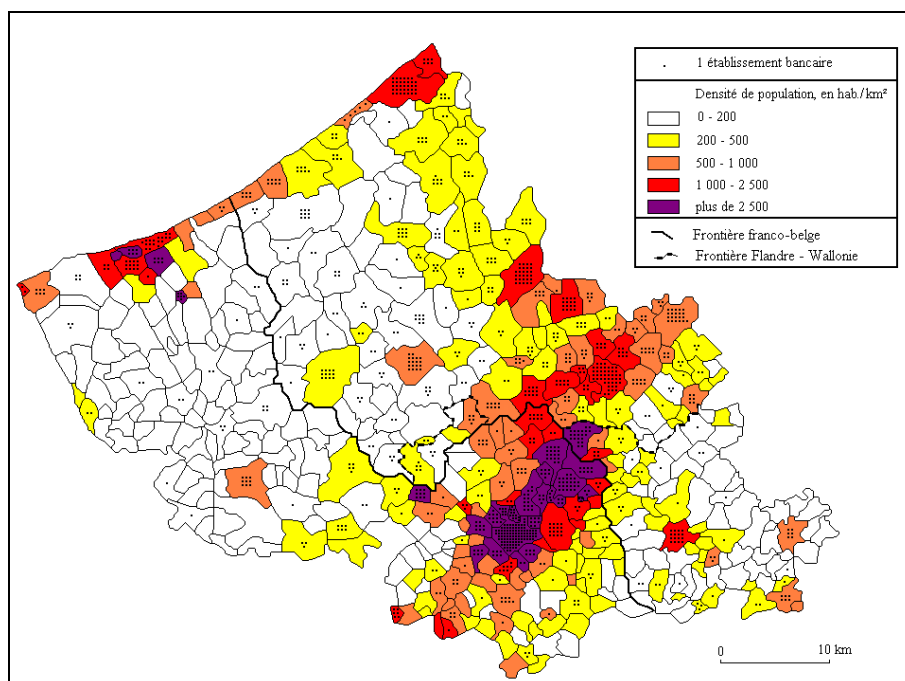 1 établissement bancaire
Densité de population, en hab./km²
0 - 200
200 - 500
500 - 1 000
1 000 - 2 500
plus de 2 500
Frontière franco-belge
Frontière Flandre - Wallonie
0 10 km